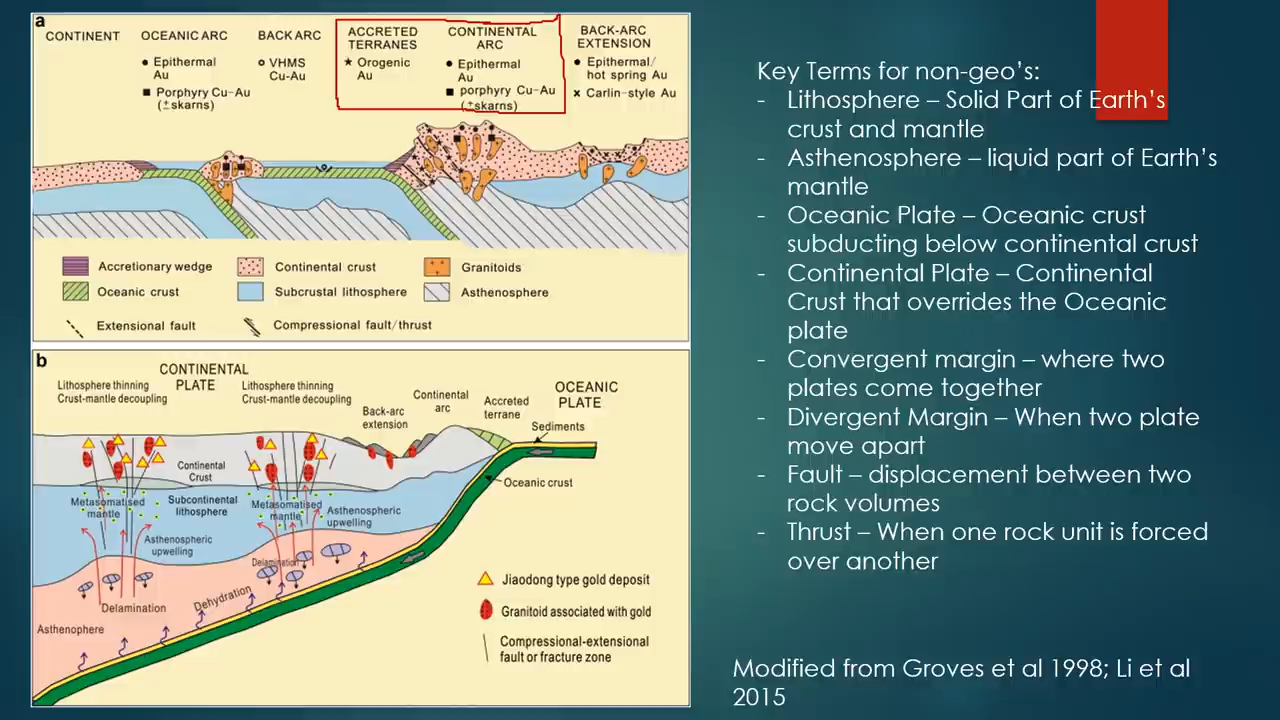 a
CONTINENT
OCEANIC ARC
● Epithermal
Au
■ Porphyry Cu-Au
(±skarns)
BACK ARC
VHMS
Cu-Au
ACCRETED
TERRANES
★ Orogenic
Au
CONTINENTAL
ARC
● Epithermal
Au
■ porphyry Cu-Au
(±skarns)
BACK-ARC
EXTENSION
● Epithermal/
hot spring Au
x Carlin-style Au
Accretionary wedge
Continental crust
Granitoids
Oceanic crust
Subcrustal lithosphere
Asthenosphere
Extensional fault
Compressional fault/thrust
b
CONTINENTAL
PLATE
Lithosphere thinning
Crust-mantle decoupling
Lithosphere thinning
Crust-mantle decoupling
Back-arc
extension
Continental
arc
Accreted
terrane
OCEANIC
PLATE
Sediments
Continental
Crust
Oceanic crust
Metasomatised
mantle
Subcontinental
lithosphere
Metasomatised
mantle
Asthenospheric
upwelling
Asthenospheric
upwelling
Delamination
Delamination
Dehydration
Asthenophere
Jiaodong type gold deposit
Granitoid associated with gold
Compressional-extensional
fault or fracture zone
Key Terms for non-geo’s:
- Lithosphere – Solid Part of Earth’s
crust and mantle
- Asthenosphere – liquid part of Earth’s
mantle
- Oceanic Plate – Oceanic crust
subducting below continental crust
- Continental Plate – Continental
Crust that overrides the Oceanic
plate
- Convergent margin – where two
plates come together
- Divergent Margin – When two plate
move apart
- Fault – displacement between two
rock volumes
- Thrust – When one rock unit is forced
over another
Modified from Groves et al 1998; Li et al
2015